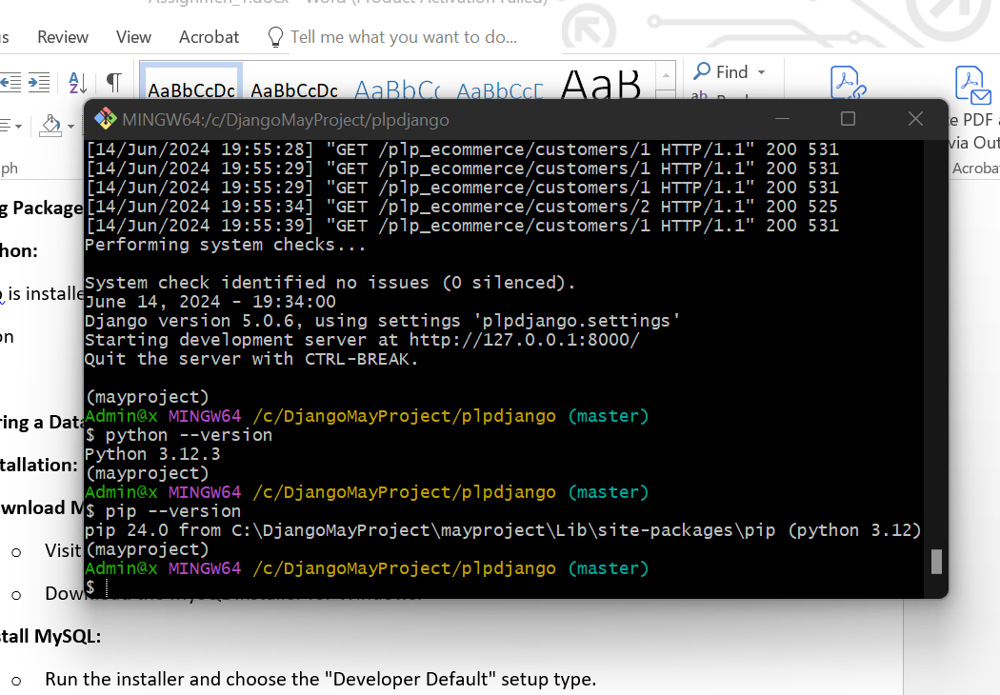 Assignmen_1.docx - Word (Product Activation Failed)
Review View Acrobat Tell me what you want to do...
AaBbCcDc AaBbCcDc AaBbCc AaBbCcD AaB
Find
PDF
via Out
Acroba
ph
MINGW64:/c/DjangoMayProject/plpdjango
[14/Jun/2024 19:55:28] "GET /plp_ecommerce/customers/1 HTTP/1.1" 200 531
[14/Jun/2024 19:55:29] "GET /plp_ecommerce/customers/1 HTTP/1.1" 200 531
[14/Jun/2024 19:55:29] "GET /plp_ecommerce/customers/1 HTTP/1.1" 200 531
[14/Jun/2024 19:55:34] "GET /plp_ecommerce/customers/2 HTTP/1.1" 200 525
[14/Jun/2024 19:55:39] "GET /plp_ecommerce/customers/1 HTTP/1.1" 200 531
Performing system checks...
System check identified no issues (0 silenced).
June 14, 2024 - 19:34:00
Django version 5.0.6, using settings 'plpdjango.settings'
Starting development server at http://127.0.0.1:8000/
Quit the server with CTRL-BREAK.
(mayproject)
Admin@x MINGW64 /c/DjangoMayProject/plpdjango (master)
$ python --version
Python 3.12.3
(mayproject)
Admin@x MINGW64 /c/DjangoMayProject/plpdjango (master)
$ pip --version
pip 24.0 from C:\DjangoMayProject\mayproject\Lib\site-packages\pip (python 3.12)
(mayproject)
Admin@x MINGW64 /c/DjangoMayProject/plpdjango (master)
$
g Package
hon:
is installe
on
ring a Data
tallation:
wnload M
o Visit
o Download the MySQL Installer for Windows.
tall MySQL:
o Run the installer and choose the "Developer Default" setup type.